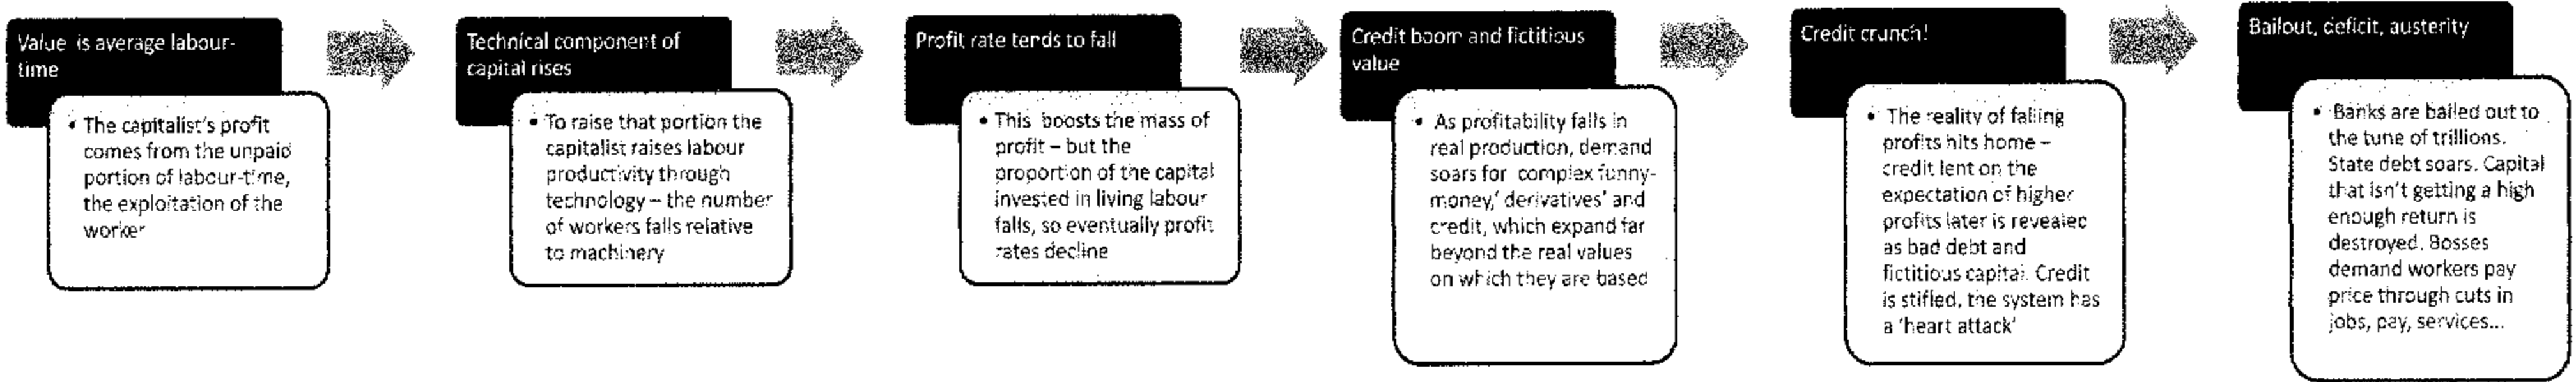 Value is average labour-
time
• The capitalist's profit
comes from the unpaid
portion of labour-time,
the exploitation of the
worker
Technical component of
capital rises
• To raise that portion the
capitalist raises labour
productivity through
technology – the number
of workers falls relative
to machinery
Profit rate tends to fall
• This boosts the mass of
profit – but the
proportion of the capital
invested in living labour
falls, so eventually profit
rates decline
Credit boom and fictitious
value
• As profitability falls in
real production, demand
soars for complex funny-
money,' derivatives' and
credit, which expand far
beyond the real values
on which they are based
Credit crunch!
• The reality of falling
profits hits home –
credit lent on the
expectation of higher
profits later is revealed
as bad debt and
fictitious capital. Credit
is stifled, the system has
a 'heart attack'
Bailout, deficit, austerity
• Banks are bailed out to
the tune of trillions.
State debt soars. Capital
that isn't getting a high
enough return is
destroyed. Bosses
demand workers pay
price through cuts in
jobs, pay, services...